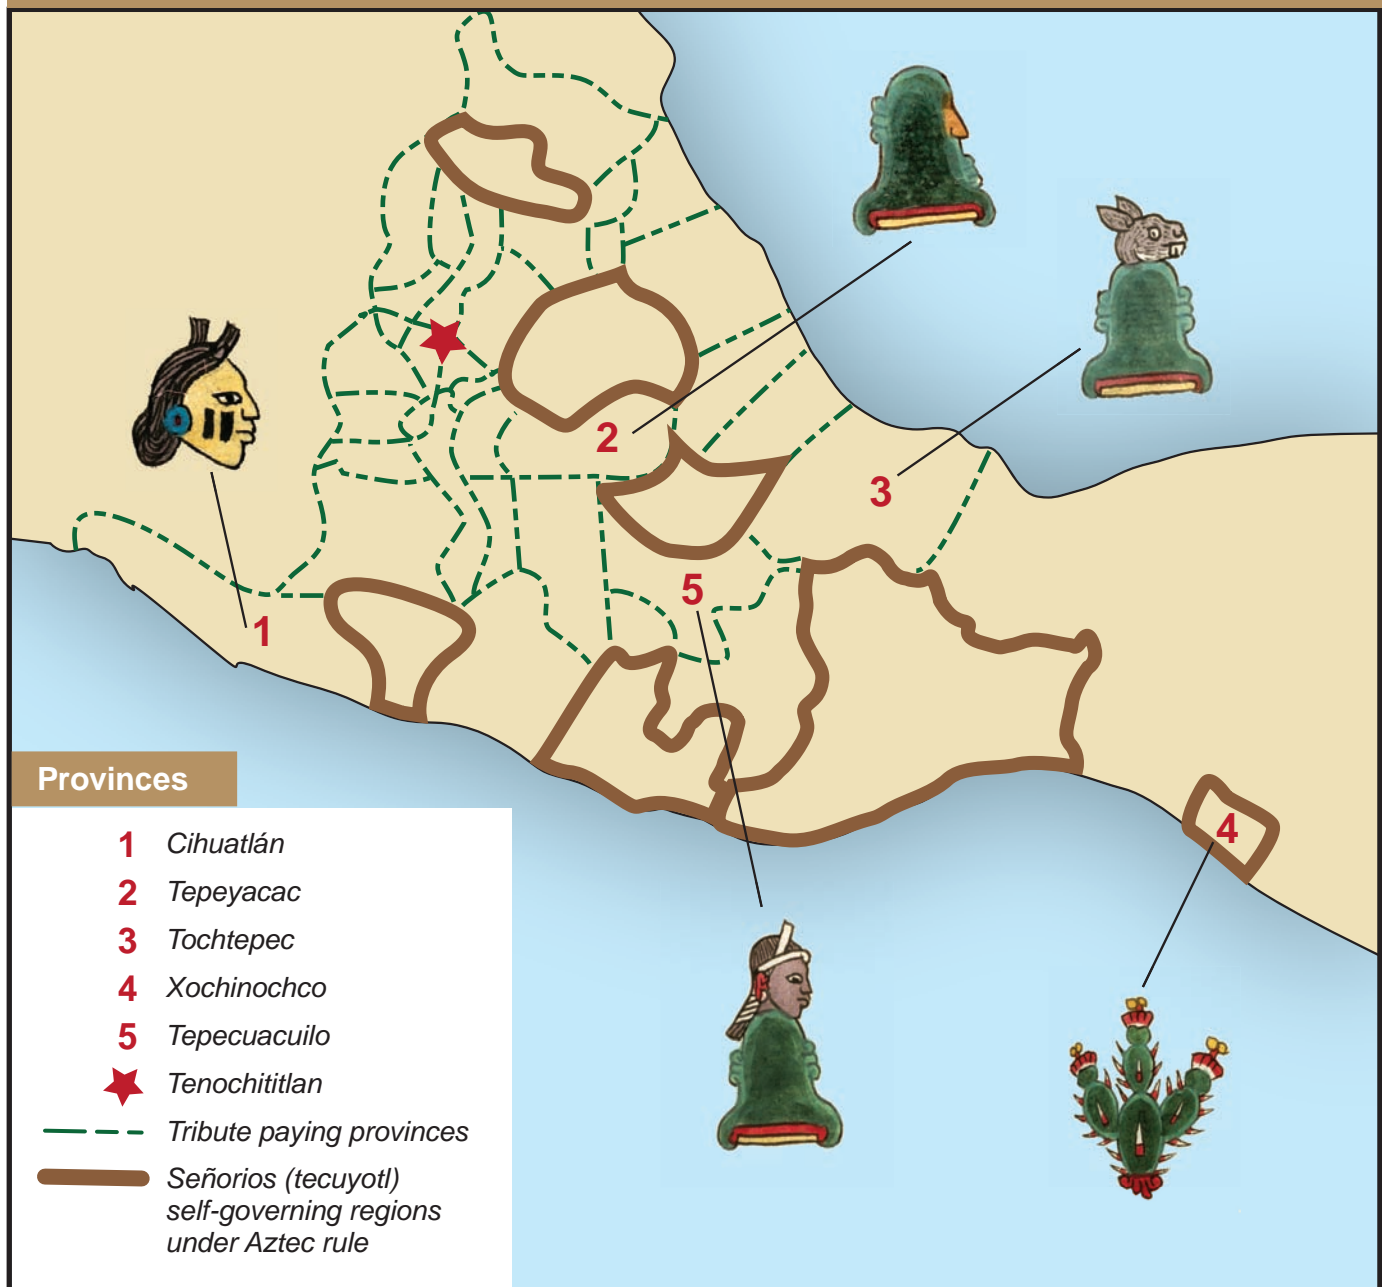 2
3
1
5
4
Provinces
1 Cihuatlán
2 Tepeyacac
3 Tochtepec
4 Xochinochco
5 Tepecuacuilo
Tenochititlan
Tribute paying provinces
Señorios (tecuyotl)
self-governing regions
under Aztec rule